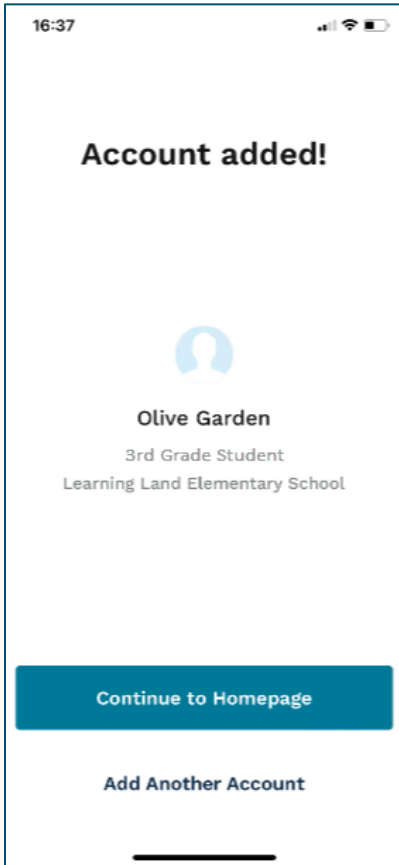 16:37
Account added!
Olive Garden
3rd Grade Student
Learning Land Elementary School
Continue to Homepage
Add Another Account